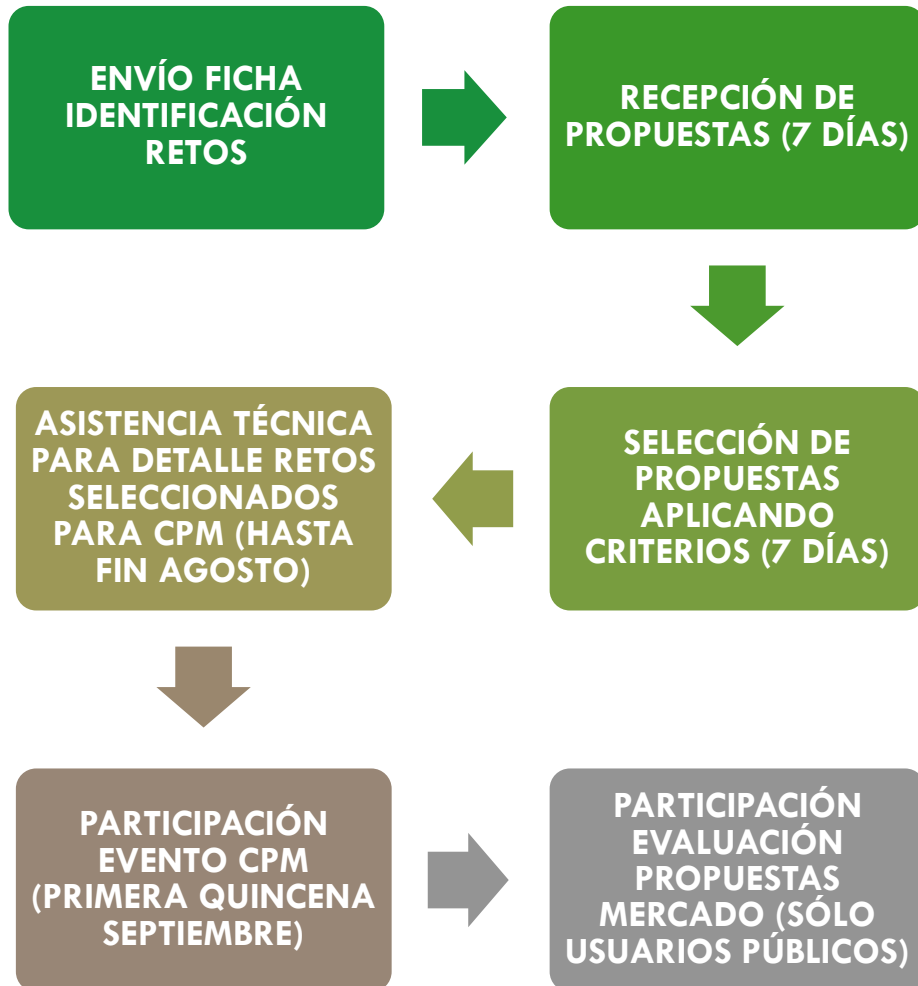 ENVÍO FICHA
IDENTIFICACIÓN
RETOS
RECEPCIÓN DE
PROPUESTAS (7 DÍAS)
SELECCIÓN DE
PROPUESTAS
APLICANDO
CRITERIOS (7 DÍAS)
ASISTENCIA TÉCNICA
PARA DETALLE RETOS
SELECCIONADOS
PARA CPM (HASTA
FIN AGOSTO)
PARTICIPACIÓN
EVENTO CPM
(PRIMERA QUINCENA
SEPTIEMBRE)
PARTICIPACIÓN
EVALUACIÓN
PROPUESTAS
MERCADO (SÓLO
USUARIOS PÚBLICOS)